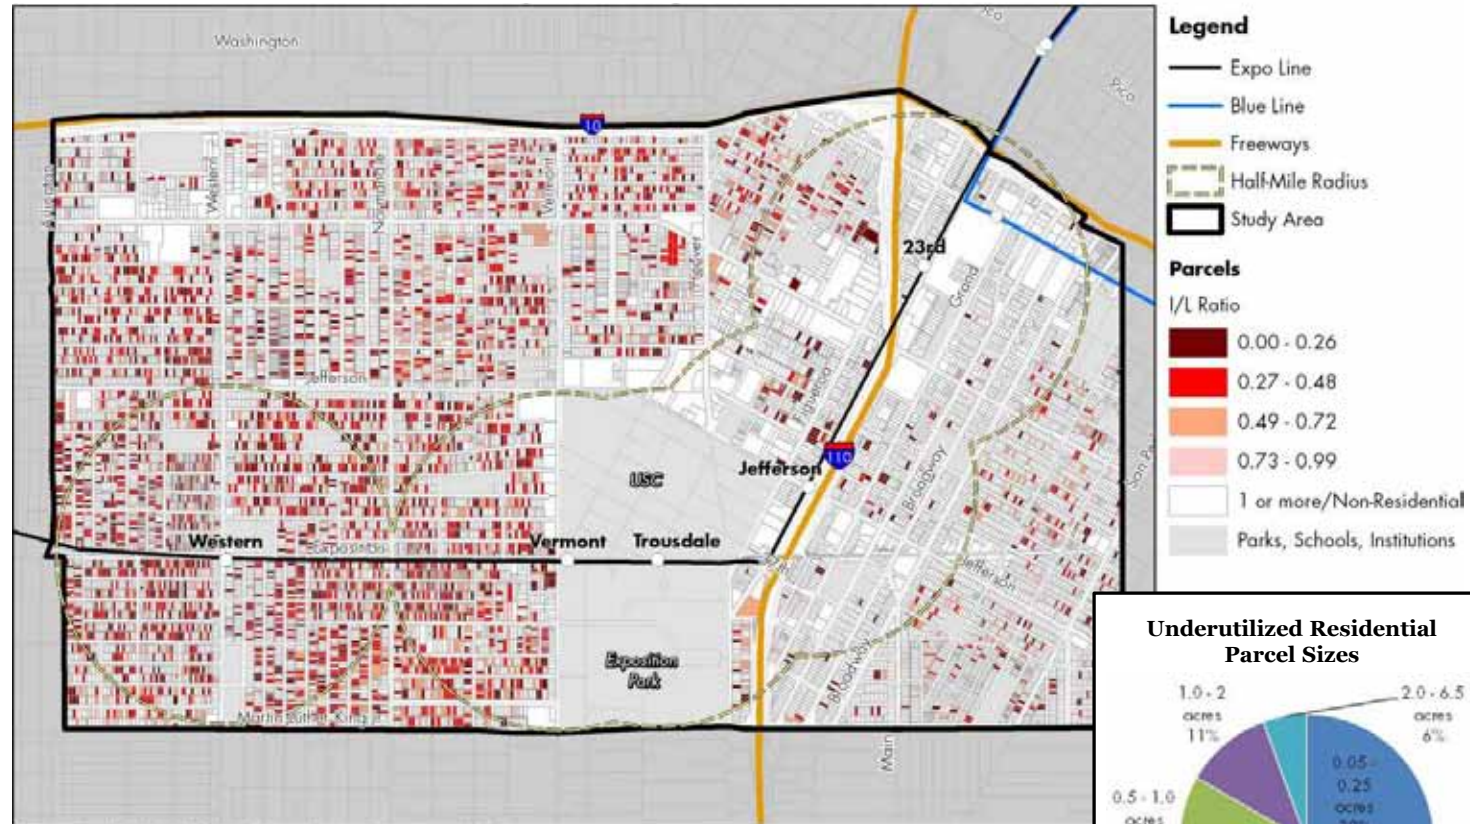 Washington
Pico
10
Western
Normandie
Vermont
Hoover
23rd
Grand
Jefferson
Figueroa
USC
Jefferson
110
Broadway
Western
Exposition
Vermont
Trousdale
37th
Jefferson
Exposition
Park
Broadway
Martin Luther King Jr
Main
Legend
Expo Line
Blue Line
Freeways
Half-Mile Radius
Study Area
Parcels
I/L Ratio
0.00 - 0.26
0.27 - 0.48
0.49 - 0.72
0.73 - 0.99
1 or more/Non-Residential
Parks, Schools, Institutions
Underutilized Residential
Parcel Sizes
1.0 - 2
acres
11%
2.0 - 6.5
acres
6%
0.05 -
0.25
acres
0.5 - 1.0
acres